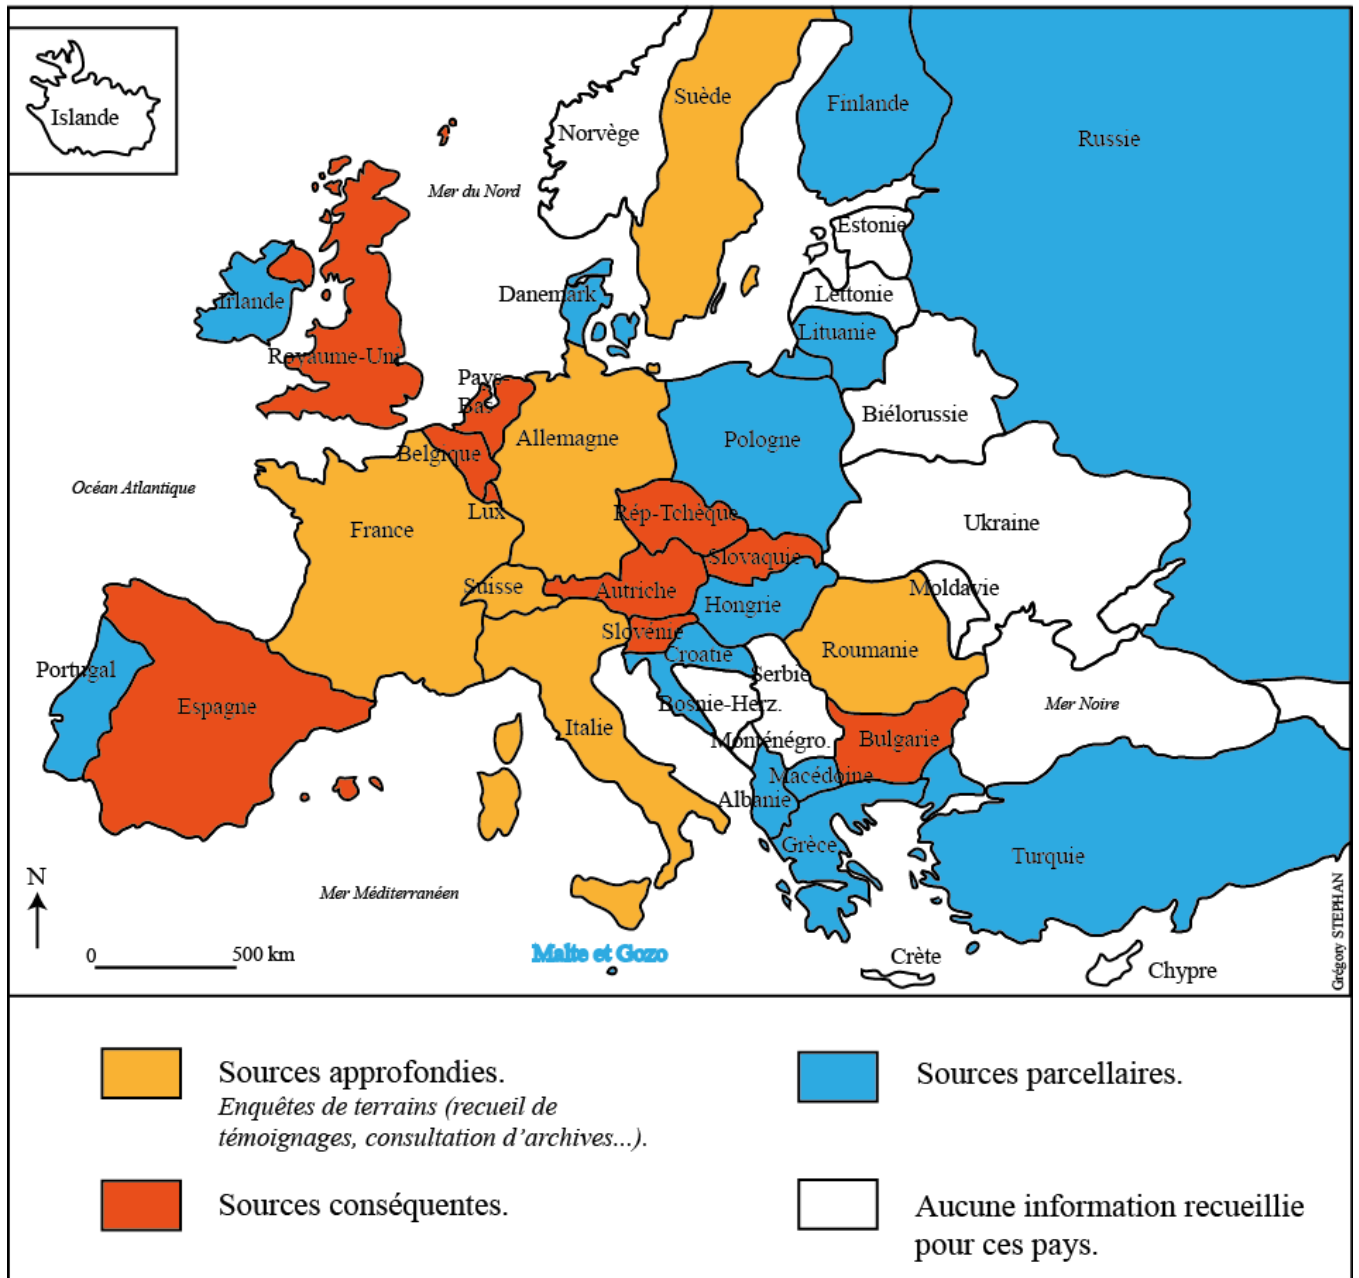 Islande
Norvège
Suède
Finlande
Russie
Mer du Nord
Estonie
Lettonie
Lituanie
Danemark
Irlande
Royaume-Uni
Pays-
Bas
Biélorussie
Allemagne
Pologne
Belgique
Océan Atlantique
Lux
France
Rép-Tchèque
Ukraine
Slovaquie
Suisse
Autriche
Hongrie
Moldavie
Slovénie
Croatie
Roumanie
Portugal
Serbie
Espagne
Bosnie-Herz.
Mer Noire
Italie
Monténégro.
Bulgarie
Macédoine
Albanie
Grèce
Turquie
N
Mer Méditerranéen
0 500 km
Malte et Gozo
Crète
Chypre
Grégory STEPHAN
Sources approfondies.
Enquêtes de terrains (recueil de
témoignages, consultation d'archives...).
Sources conséquentes.
Sources parcellaires.
Aucune information recueillie
pour ces pays.